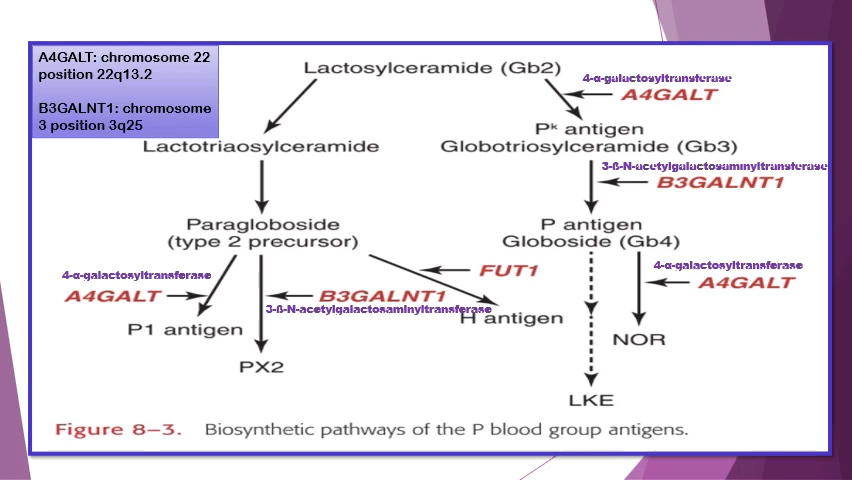 A4GALT: chromosome 22
position 22q13.2
B3GALNT1: chromosome
3 position 3q25
Lactosylceramide (Gb2)
4-α-galactosyltransferase
A4GALT
Lactotriaosylceramide
Pᵏ antigen
Globotriosylceramide (Gb3)
3-ß-N-acetylgalactosaminyltransferase
B3GALNT1
Paragloboside
(type 2 precursor)
P antigen
Globoside (Gb4)
4-α-galactosyltransferase
A4GALT
B3GALNT1
3-ß-N-acetylgalactosaminyltransferase
FUT1
4-α-galactosyltransferase
A4GALT
P1 antigen
PX2
H antigen
NOR
LKE
Figure 8–3. Biosynthetic pathways of the P blood group antigens.